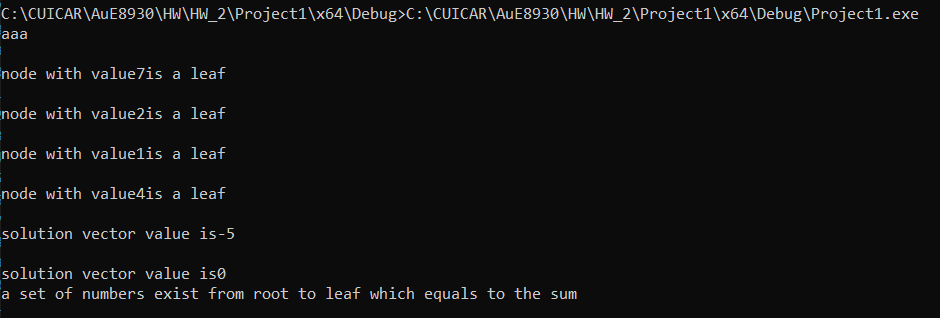 C:\CUICAR\AuE8930\HW\HW_2\Project1\x64\Debug>C:\CUICAR\AuE8930\HW\HW_2\Project1\x64\Debug\Project1.exe
aaa
node with value7is a leaf
node with value2is a leaf
node with value1is a leaf
node with value4is a leaf
solution vector value is-5
solution vector value is0
a set of numbers exist from root to leaf which equals to the sum